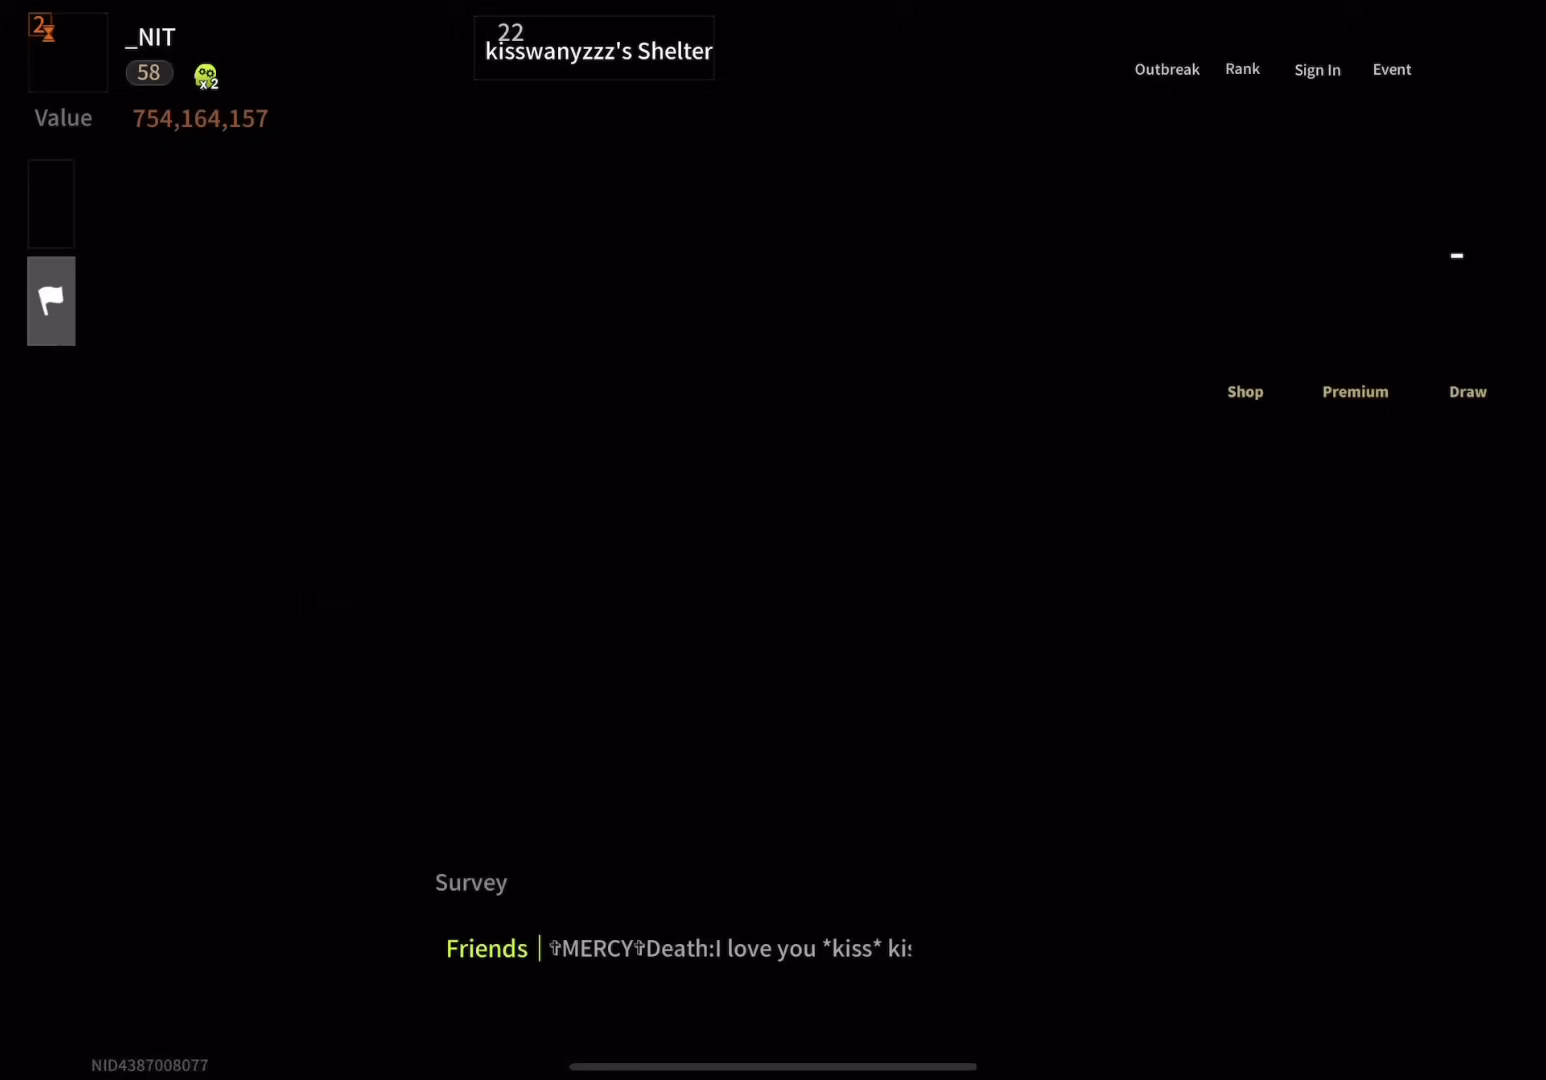 2
_NIT
58
x2
Value 754,164,157
22
kisswanyzzz's Shelter
Outbreak Rank Sign In Event
Shop Premium Draw
Survey
Friends ✞MERCY✞Death:I love you *kiss* kis
NID4387008077